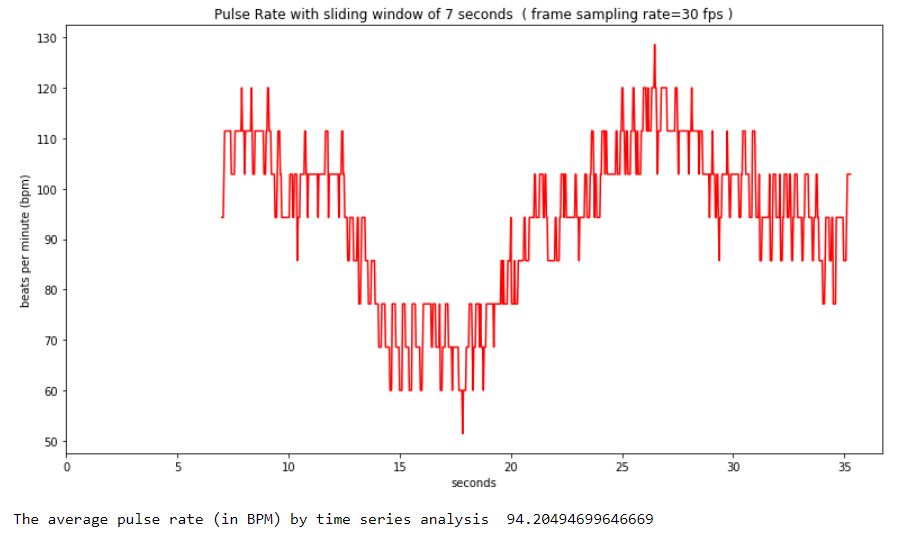 Pulse Rate with sliding window of 7 seconds  ( frame sampling rate=30 fps )
130
120
110
100
90
80
70
60
50
beats per minute (bpm)
0 5 10 15 20 25 30 35
seconds
The average pulse rate (in BPM) by time series analysis  94.20494699646669